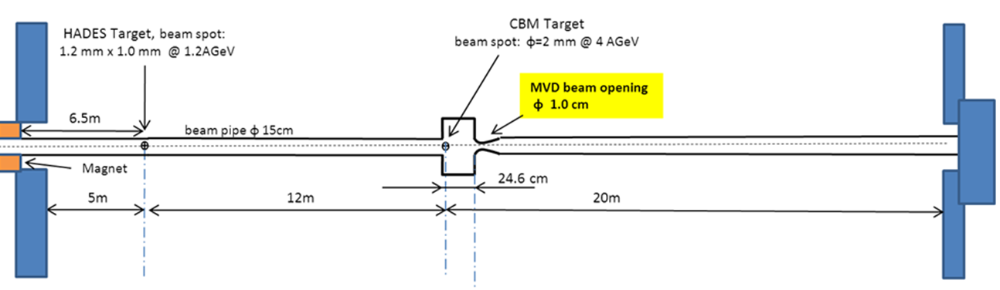 HADES Target, beam spot:
1.2 mm x 1.0 mm @ 1.2AGeV
CBM Target
beam spot: ϕ=2 mm @ 4 AGeV
MVD beam opening
ϕ 1.0 cm
6.5m
beam pipe ϕ 15cm
Magnet
24.6 cm
5m
12m
20m